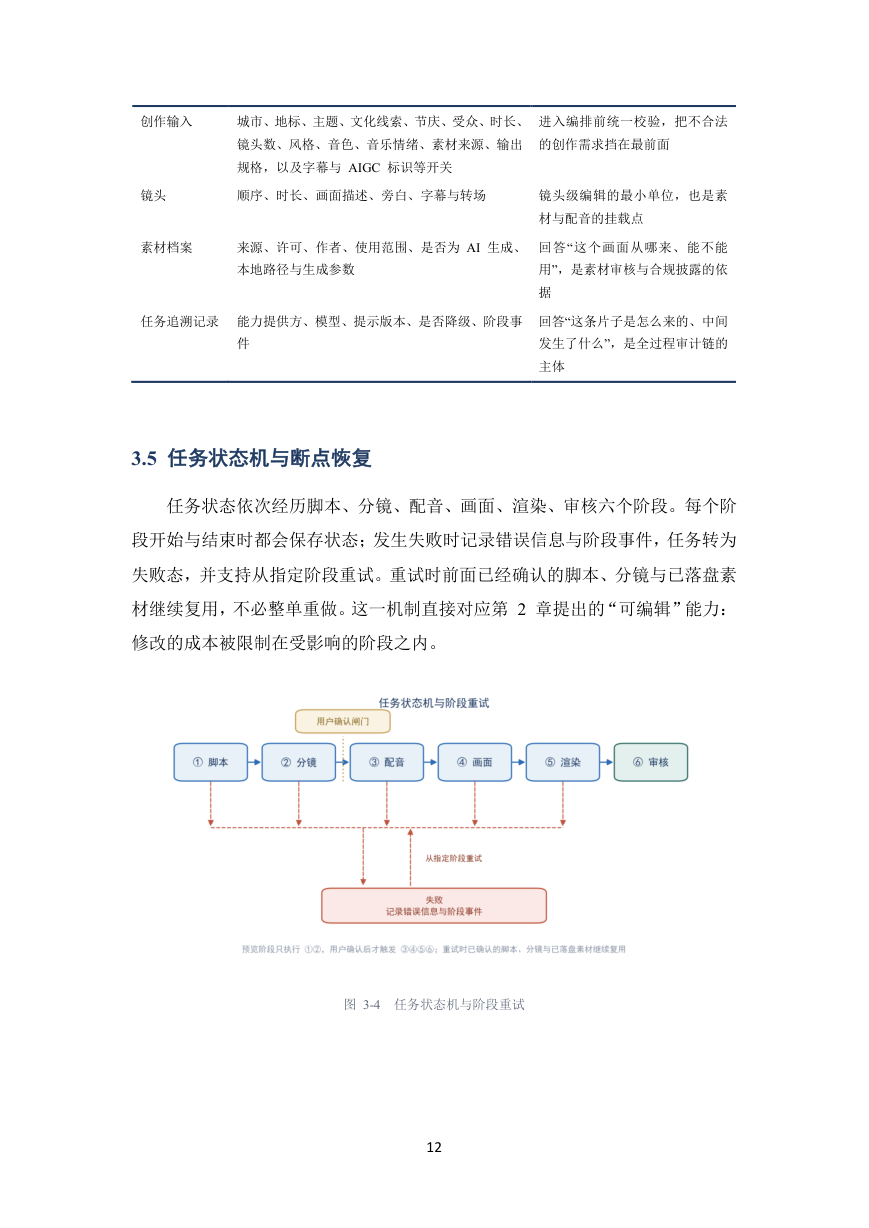 创作输入
城市、地标、主题、文化线索、节庆、受众、时长、
镜头数、风格、音色、音乐情绪、素材来源、输出
规格，以及字幕与 AIGC 标识等开关
进入编排前统一校验，把不合法
的创作需求挡在最前面
镜头
顺序、时长、画面描述、旁白、字幕与转场
镜头级编辑的最小单位，也是素
材与配音的挂载点
素材档案
来源、许可、作者、使用范围、是否为 AI 生成、
本地路径与生成参数
回答“这个画面从哪来、能不能
用”，是素材审核与合规披露的依
据
任务追溯记录
能力提供方、模型、提示版本、是否降级、阶段事
件
回答“这条片子是怎么来的、中间
发生了什么”，是全过程审计链的
主体
3.5 任务状态机与断点恢复
任务状态依次经历脚本、分镜、配音、画面、渲染、审核六个阶段。每个阶
段开始与结束时都会保存状态；发生失败时记录错误信息与阶段事件，任务转为
失败态，并支持从指定阶段重试。重试时前面已经确认的脚本、分镜与已落盘素
材继续复用，不必整单重做。这一机制直接对应第 2 章提出的“可编辑”能力：
修改的成本被限制在受影响的阶段之内。
任务状态机与阶段重试
用户确认闸门
① 脚本
② 分镜
③ 配音
④ 画面
⑤ 渲染
⑥ 审核
从指定阶段重试
失败
记录错误信息与阶段事件
预览阶段只执行 ①②，用户确认后才触发 ③④⑤⑥；重试时已确认的脚本、分镜与已落盘素材继续复用
图 3-4 任务状态机与阶段重试
12